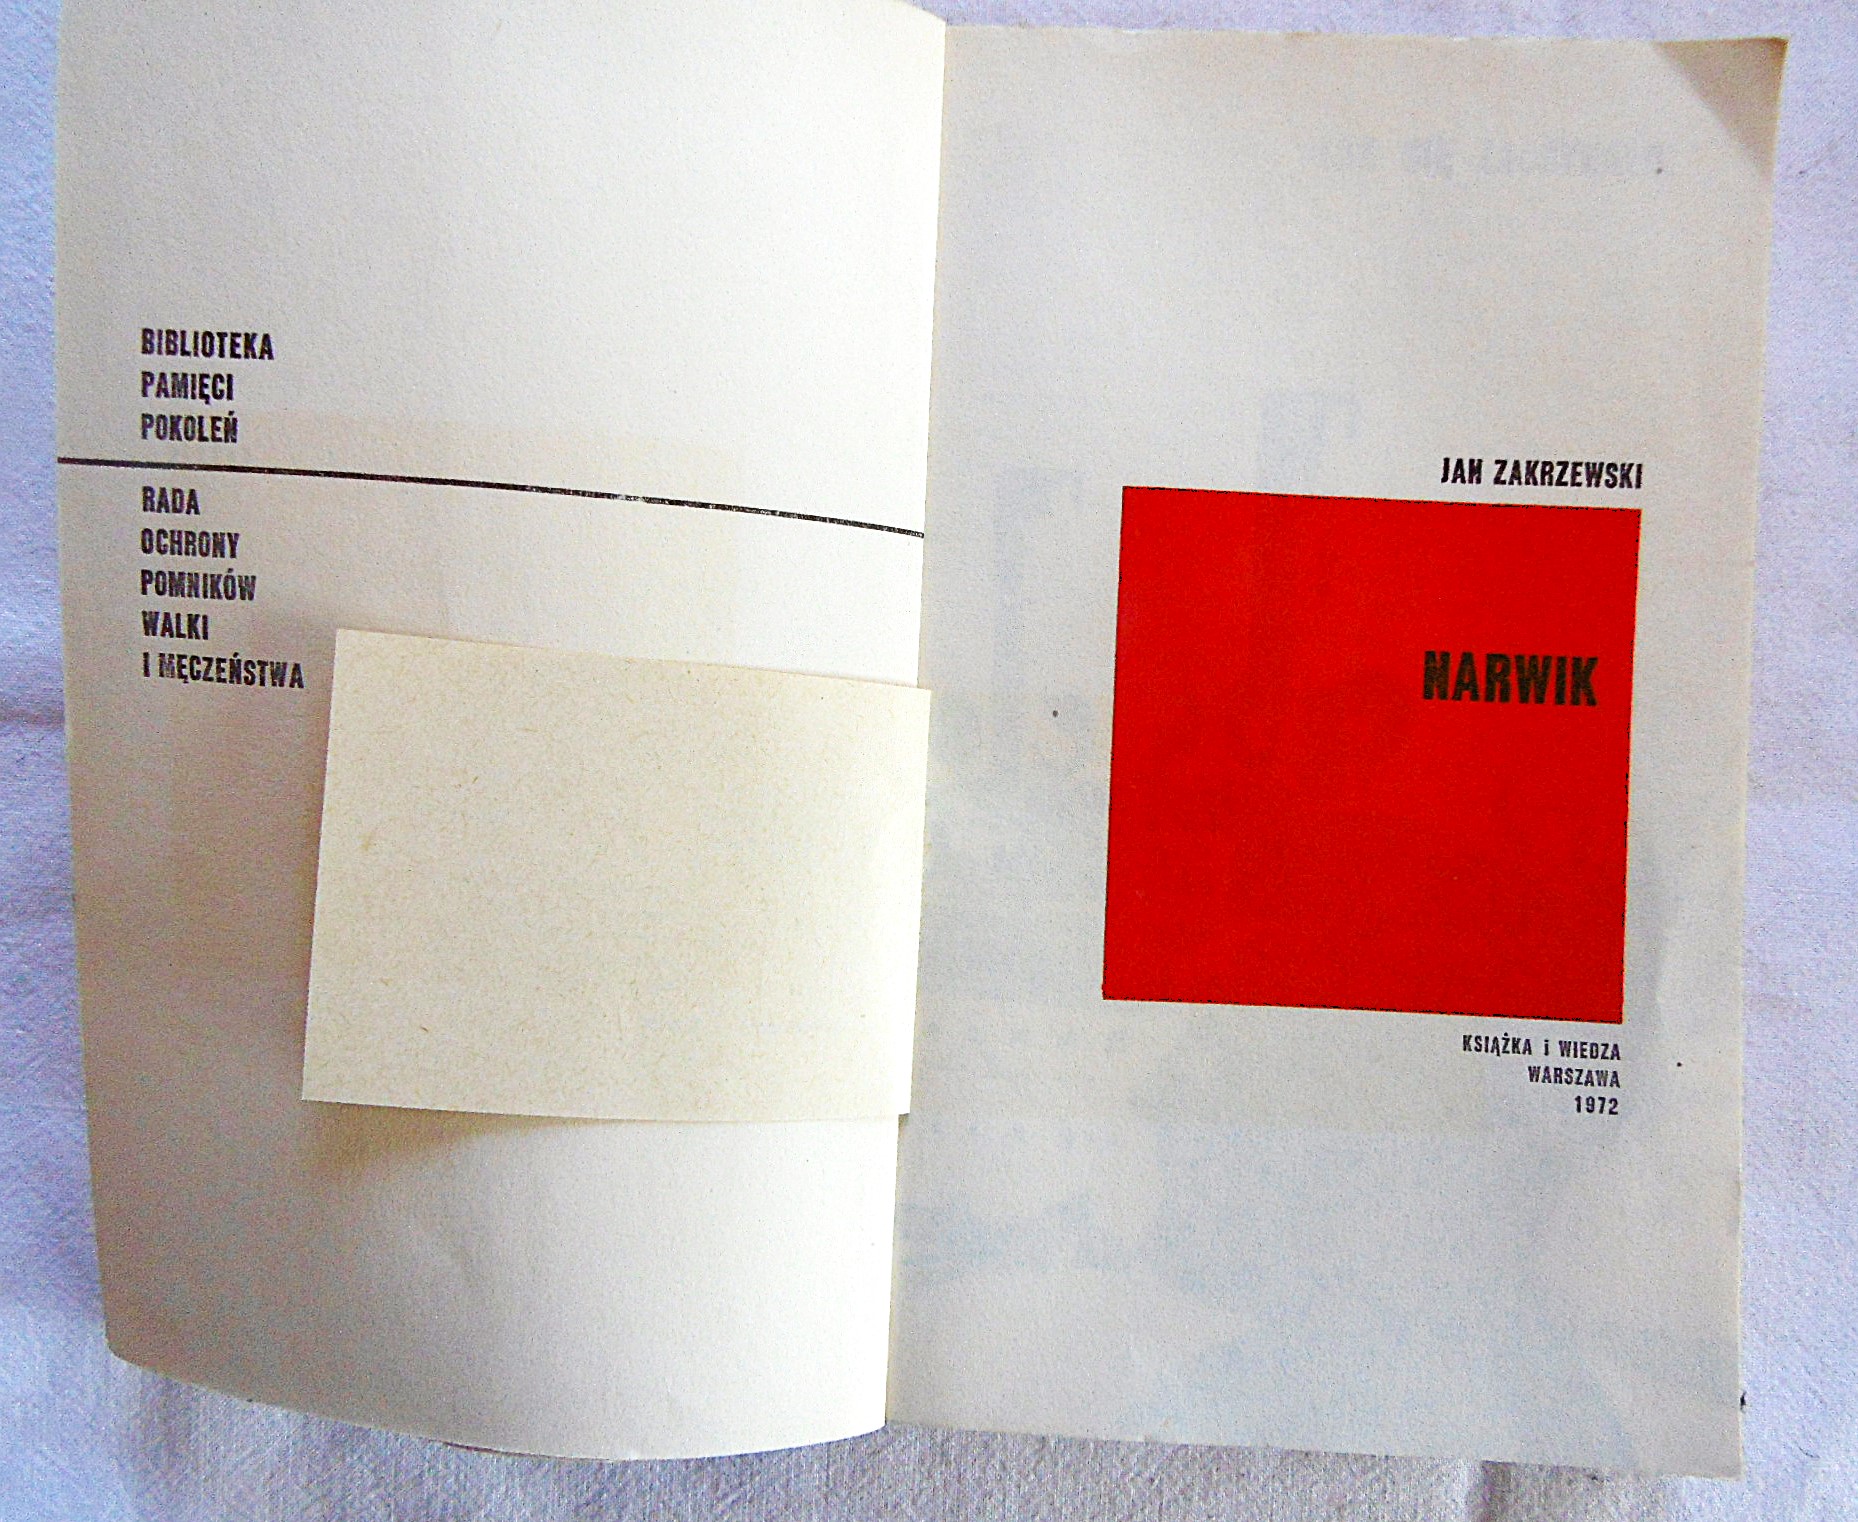 BIBLIOTEKA
PAMIĘCI
POKOLEŃ
RADA
OCHRONY
POMNIKÓW
WALKI
I MĘCZEŃSTWA
JAN ZAKRZEWSKI
NARWIK
KSIĄŻKA i WIEDZA
WARSZAWA
1972